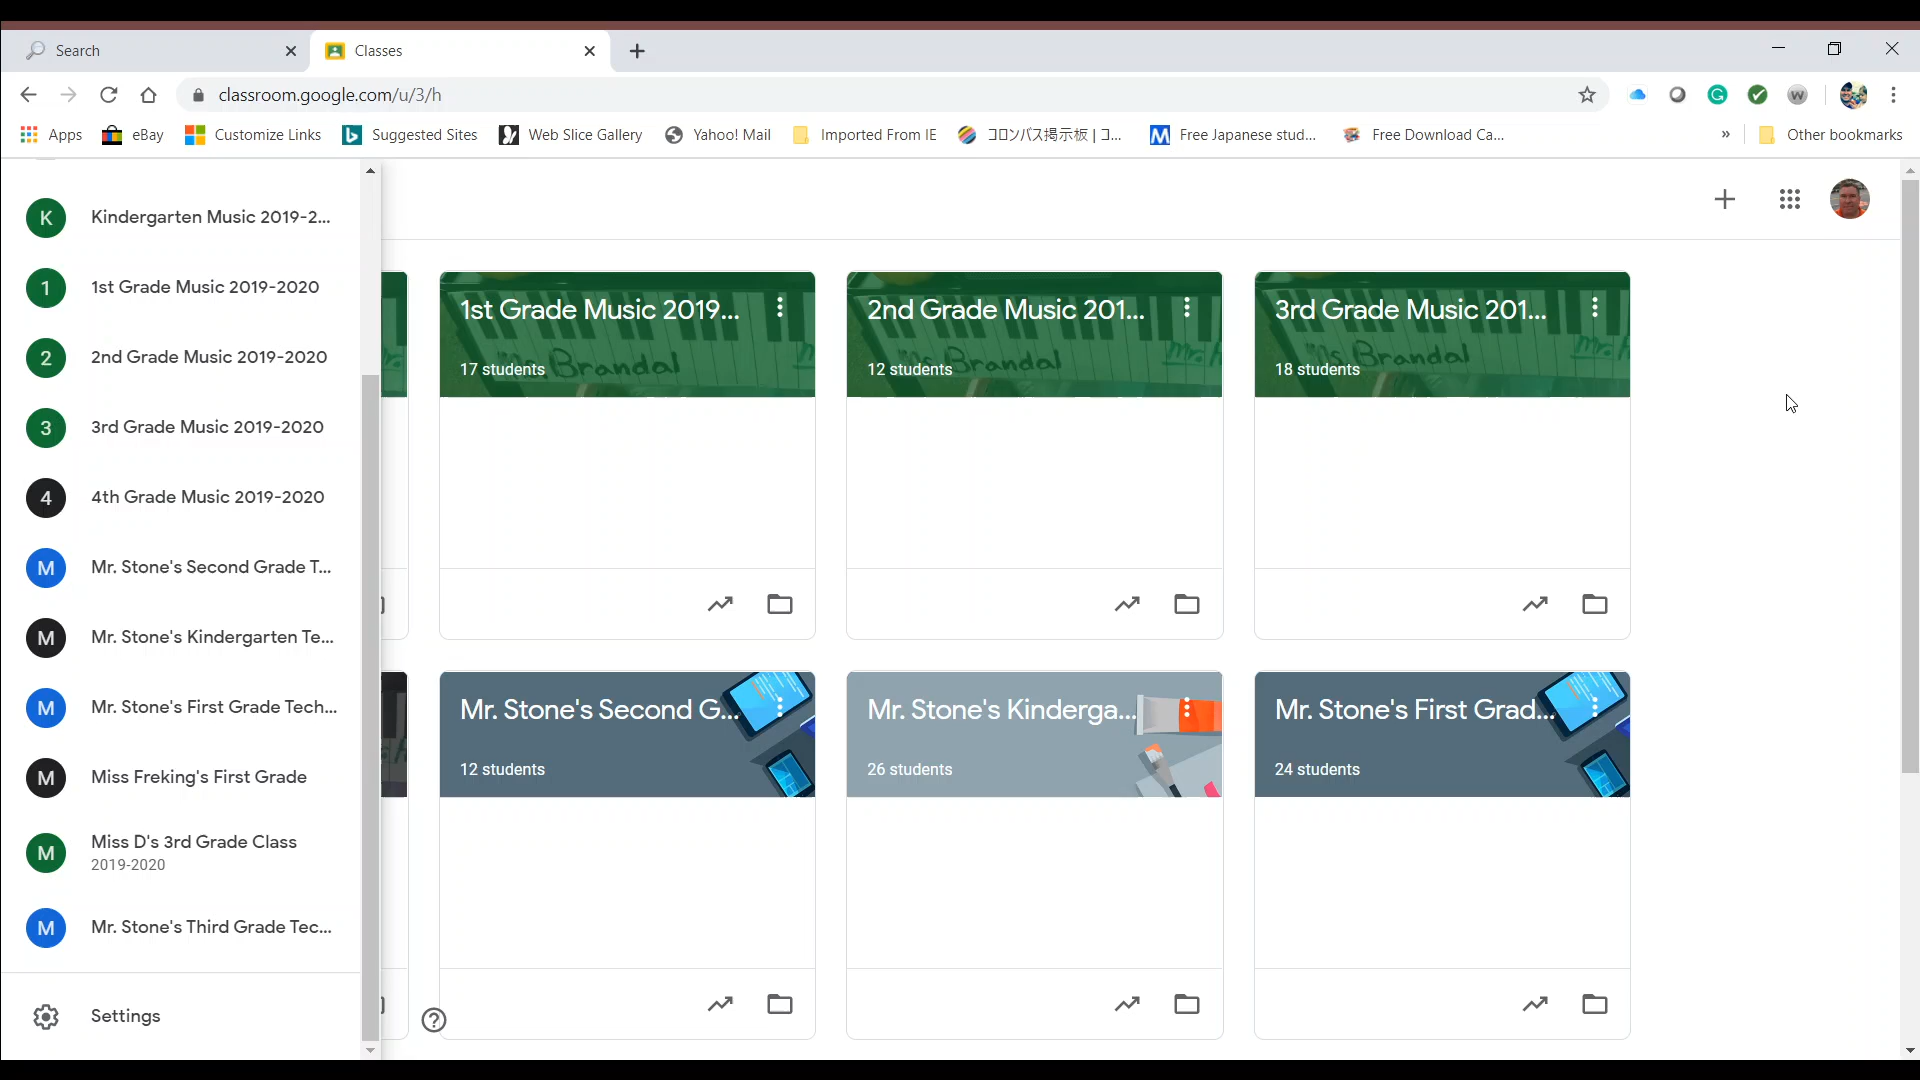 Search
Classes
classroom.google.com/u/3/h
Apps
eBay
Customize Links
Suggested Sites
Web Slice Gallery
Yahoo! Mail
Imported From IE
コロンバス掲示板 | コ...
Free Japanese stud...
Free Download Ca...
»
Other bookmarks
K
Kindergarten Music 2019-2...
1
1st Grade Music 2019-2020
2
2nd Grade Music 2019-2020
3
3rd Grade Music 2019-2020
4
4th Grade Music 2019-2020
M
Mr. Stone's Second Grade T...
M
Mr. Stone's Kindergarten Te...
M
Mr. Stone's First Grade Tech...
M
Miss Freking's First Grade
M
Miss D's 3rd Grade Class
2019-2020
M
Mr. Stone's Third Grade Tec...
Settings
1st Grade Music 2019...
Ms Brandal
17 students
2nd Grade Music 201...
Ms Brandal
12 students
3rd Grade Music 201...
Ms Brandal
18 students
Mr. Stone's Second G...
12 students
Mr. Stone's Kinderga...
26 students
Mr. Stone's First Grad...
24 students